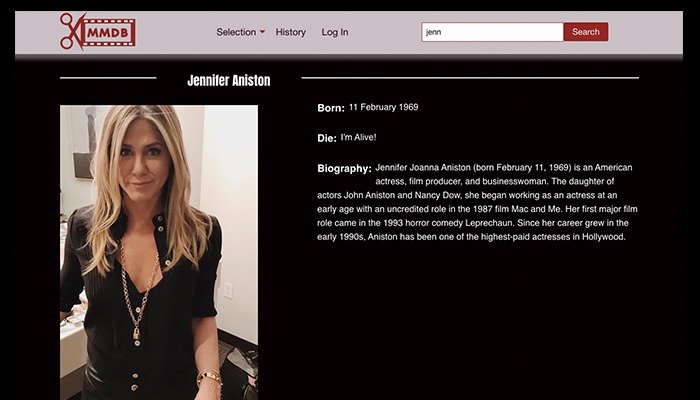 MMDB
Selection
History
Log In
jenn
Search
Jennifer Aniston
Born: 11 February 1969
Die: I'm Alive!
Biography: Jennifer Joanna Aniston (born February 11, 1969) is an American
actress, film producer, and businesswoman. The daughter of
actors John Aniston and Nancy Dow, she began working as an actress at an
early age with an uncredited role in the 1987 film Mac and Me. Her first major film
role came in the 1993 horror comedy Leprechaun. Since her career grew in the
early 1990s, Aniston has been one of the highest-paid actresses in Hollywood.